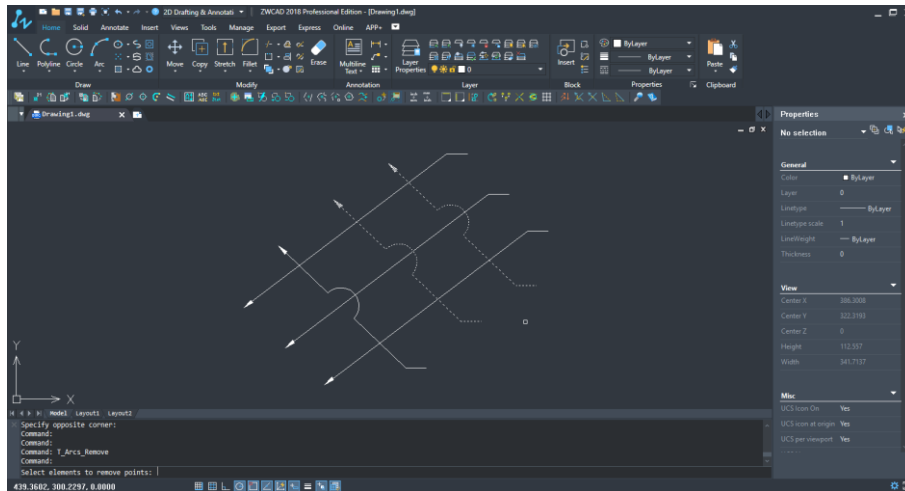 2D Drafting & Annotati
ZWCAD 2018 Professional Edition - [Drawing1.dwg]
Home Solid Annotate Insert Views Tools Manage Export Express Online APP+
Line Polyline Circle Arc
Move Copy Stretch Fillet Erase
Multiline Text
Layer Properties
0
Insert
ByLayer
ByLayer
ByLayer
Paste
Draw Modify Annotation Layer Block Properties Clipboard
Drawing1.dwg X
Properties
No selection
General
Color ByLayer
Layer 0
Linetype ByLayer
Linetype scale 1
LineWeight ByLayer
Thickness 0
View
Center X 386.3008
Center Y 322.3193
Center Z 0
Height 112.557
Width 341.7137
Misc
UCS icon On Yes
UCS icon at origin Yes
UCS per viewport Yes
Y
X
Model Layout1 Layout2
Specify opposite corner:
Command:
Command:
Command: T_Arcs_Remove
Command:
Select elements to remove points:
439.3602, 300.2297, 0.0000